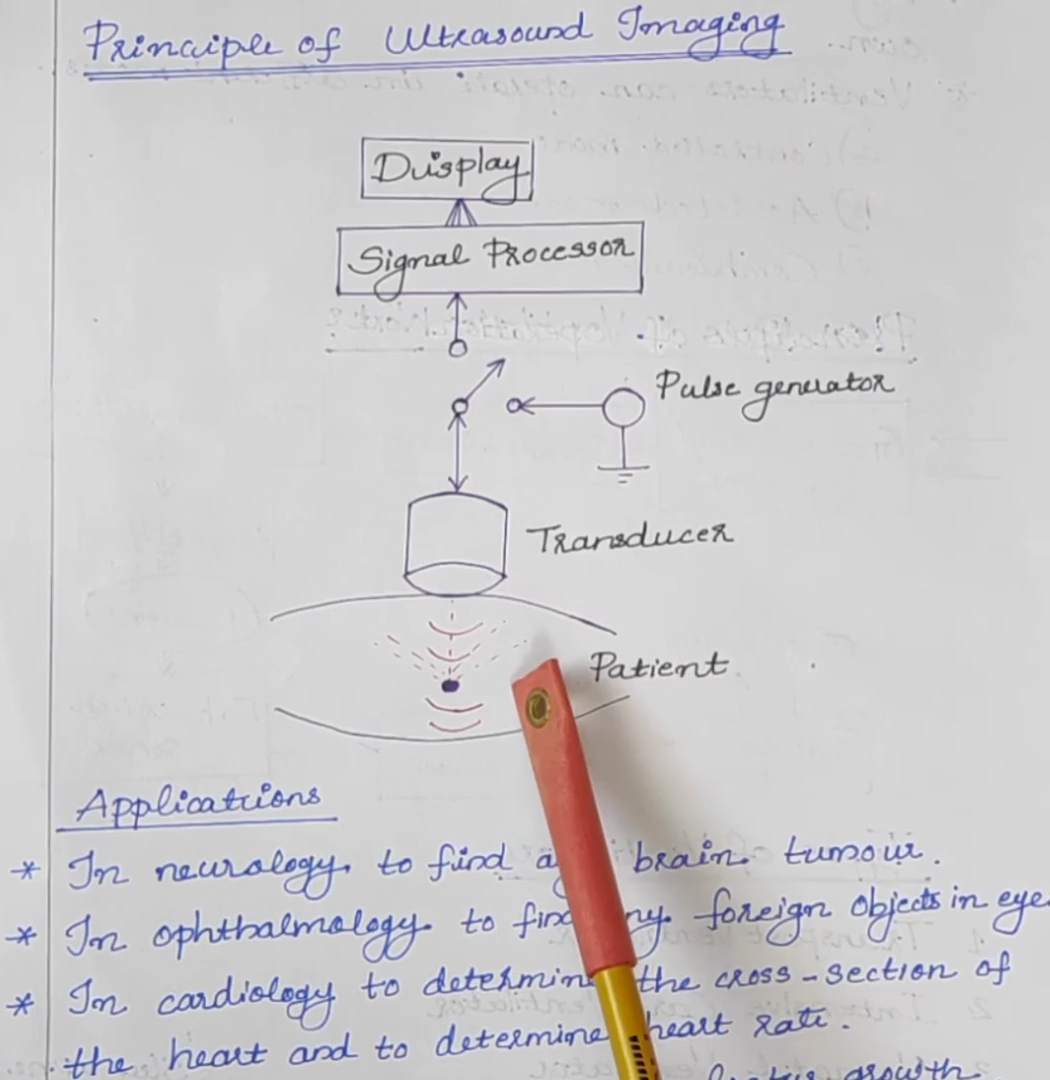 Principle of Ultrasound Imaging
Display
Signal Processor
Pulse generator
Transducer
Patient
Applications
* In neurology. to find a brain tumour.
* In ophthalmology. to find any. foreign objects in eye.
* In cardiology to determine the cross-section of
the heart and to determine heart rate.
growth